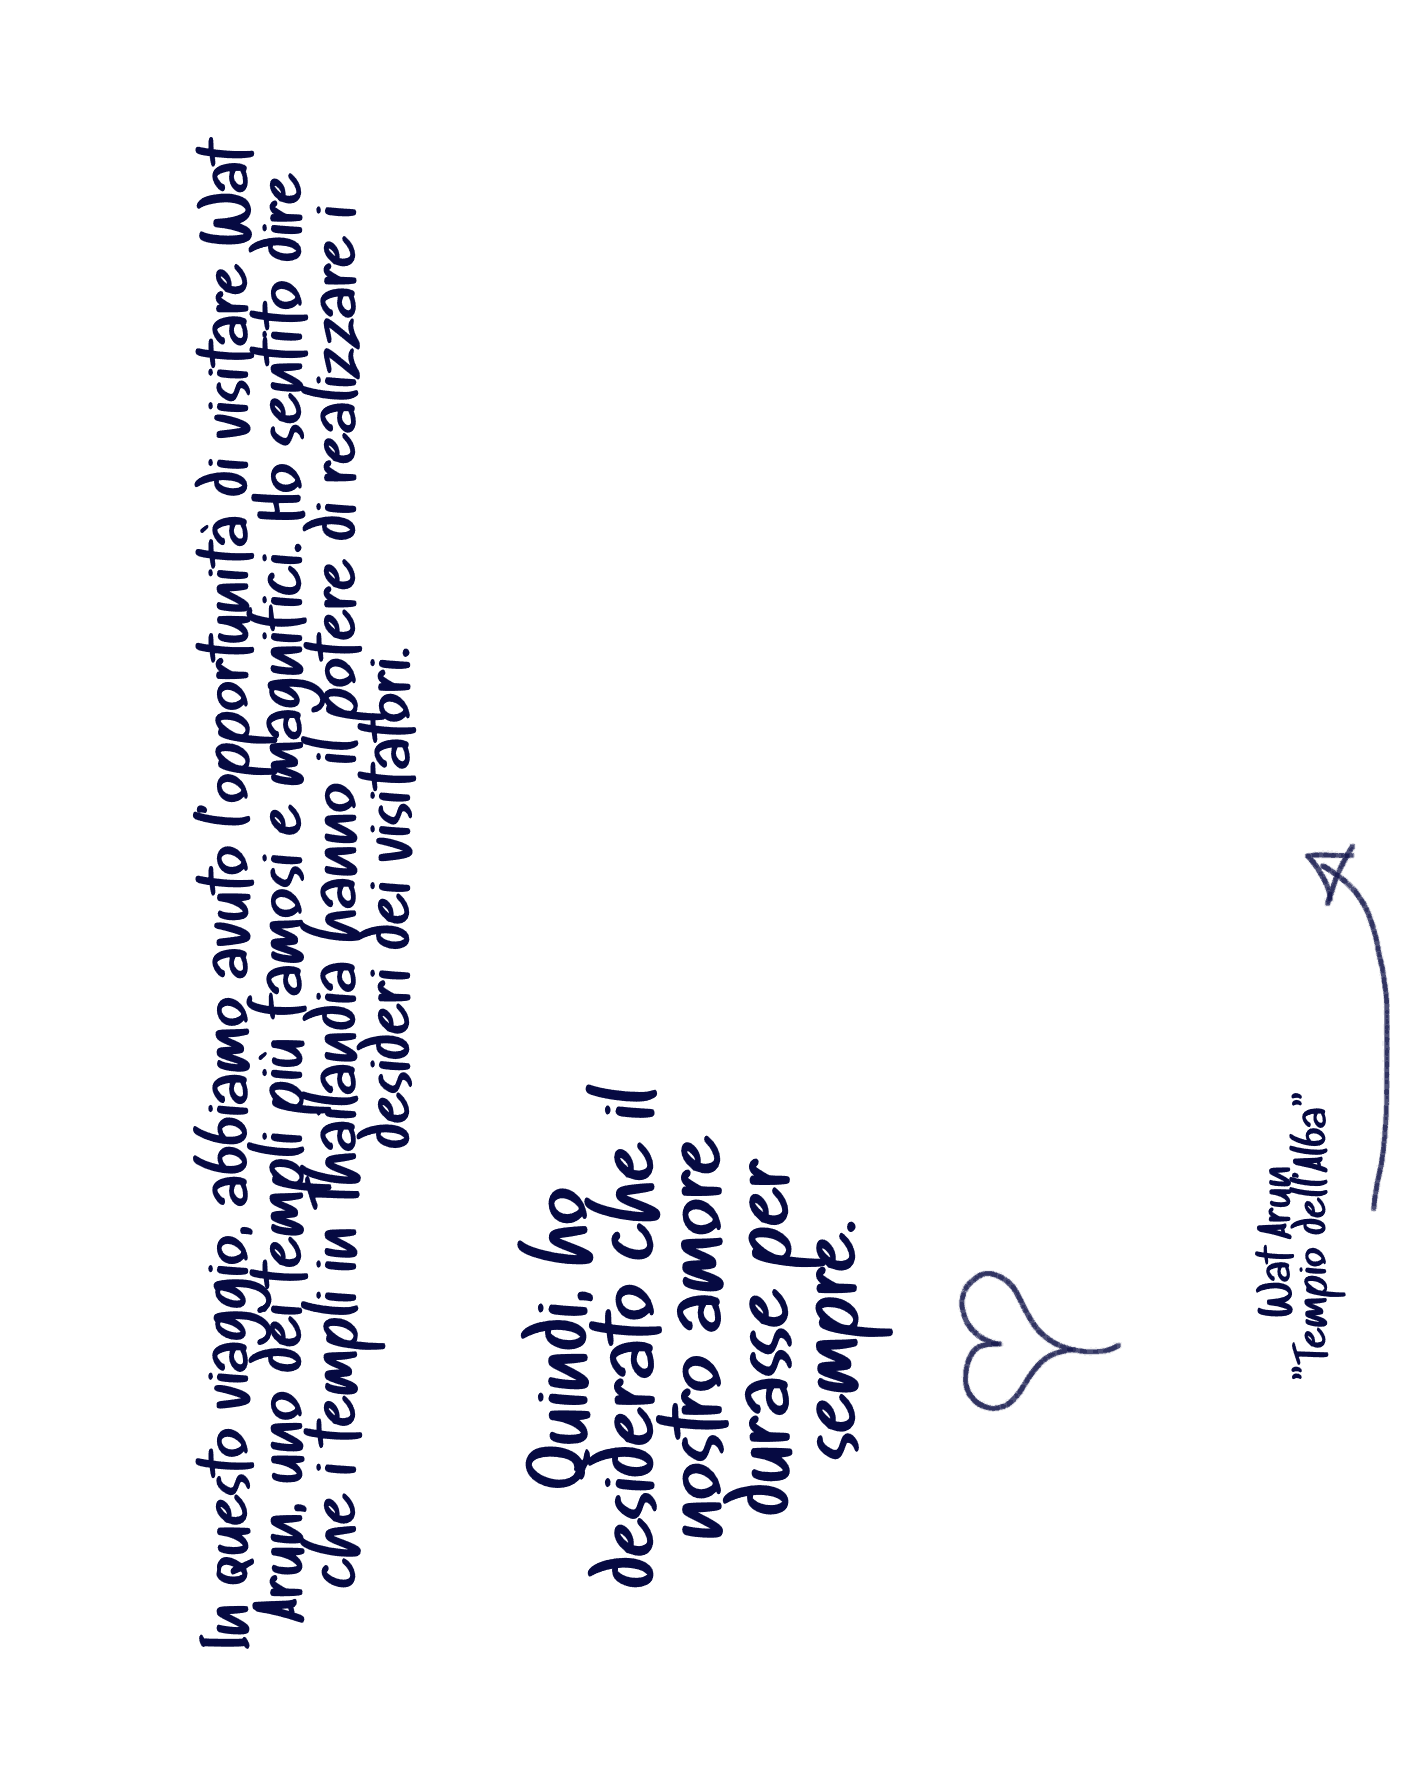 In questo viaggio, abbiamo avuto l'opportunità di visitare Wat
Arun, uno dei templi più famosi e magnifici. Ho sentito dire
che i templi in Thailandia hanno il potere di realizzare i
desideri dei visitatori.
Quindi, ho
desiderato che il
nostro amore
durasse per
sempre.
Wat Arun
"Tempio dell'Alba"